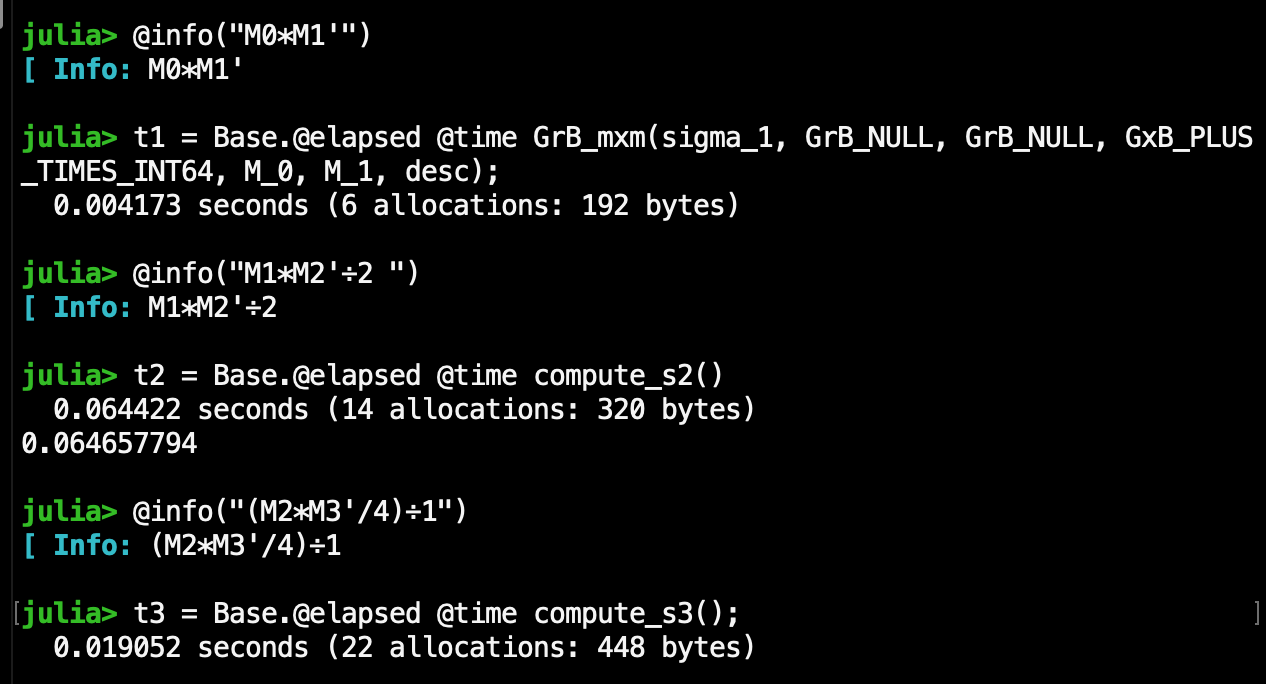 julia> @info("M0*M1'")
[ Info: M0*M1'
julia> t1 = Base.@elapsed @time GrB_mxm(sigma_1, GrB_NULL, GrB_NULL, GxB_PLUS
_TIMES_INT64, M_0, M_1, desc);
0.004173 seconds (6 allocations: 192 bytes)
julia> @info("M1*M2'÷2 ")
[ Info: M1*M2'÷2
julia> t2 = Base.@elapsed @time compute_s2()
0.064422 seconds (14 allocations: 320 bytes)
0.064657794
julia> @info("(M2*M3'/4)÷1")
[ Info: (M2*M3'/4)÷1
[julia> t3 = Base.@elapsed @time compute_s3(); ]
0.019052 seconds (22 allocations: 448 bytes)